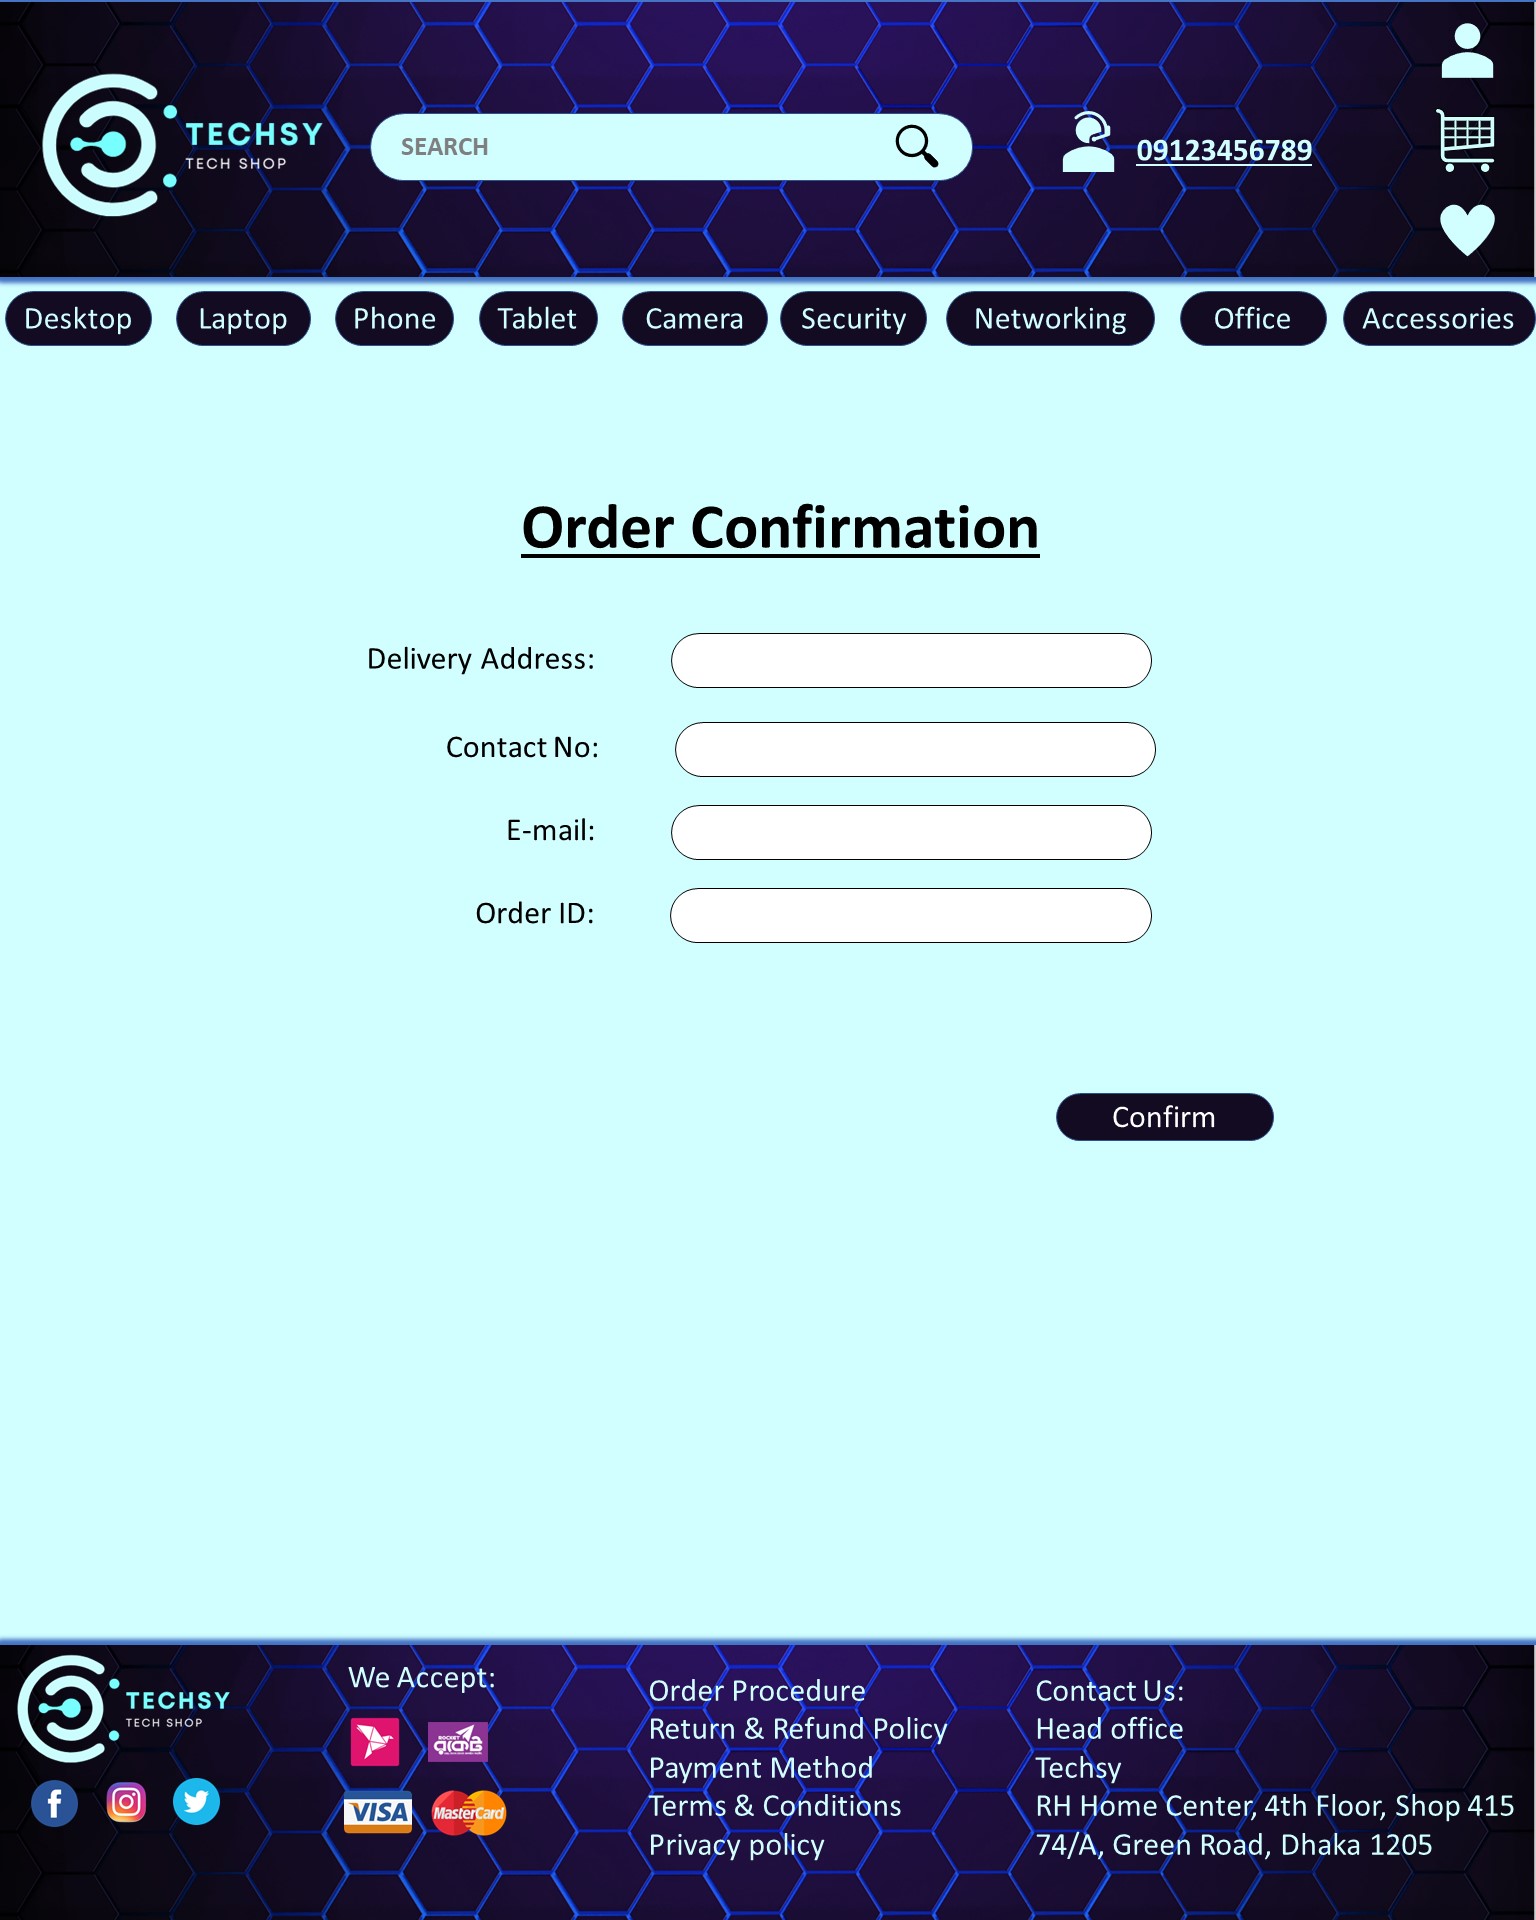 TECHSY
TECH SHOP
SEARCH
09123456789
Desktop
Laptop
Phone
Tablet
Camera
Security
Networking
Office
Accessories
Order Confirmation
Delivery Address:
Contact No:
E-mail:
Order ID:
Confirm
TECHSY
TECH SHOP
We Accept:
ROCKET
VISA
MasterCard
Order Procedure
Return & Refund Policy
Payment Method
Terms & Conditions
Privacy policy
Contact Us:
Head office
Techsy
RH Home Center, 4th Floor, Shop 415
74/A, Green Road, Dhaka 1205